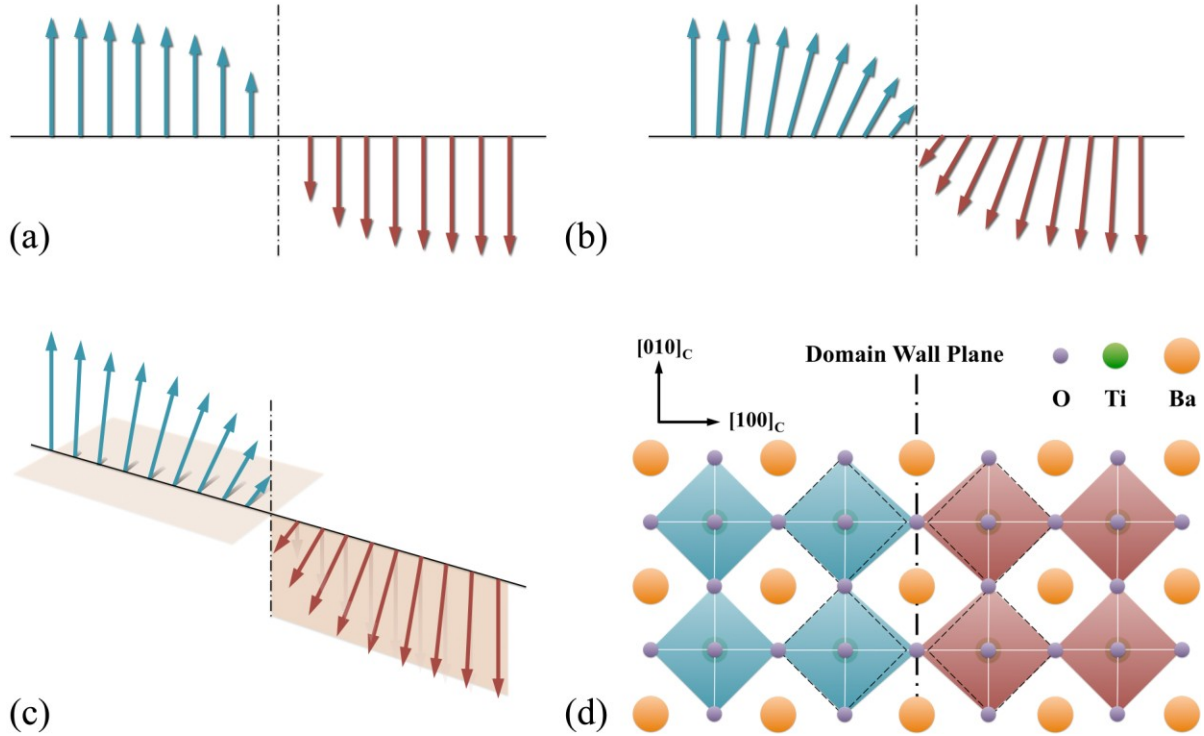 (a)
(b)
[010]C
Domain Wall Plane
O Ti Ba
[100]C
(c)
(d)